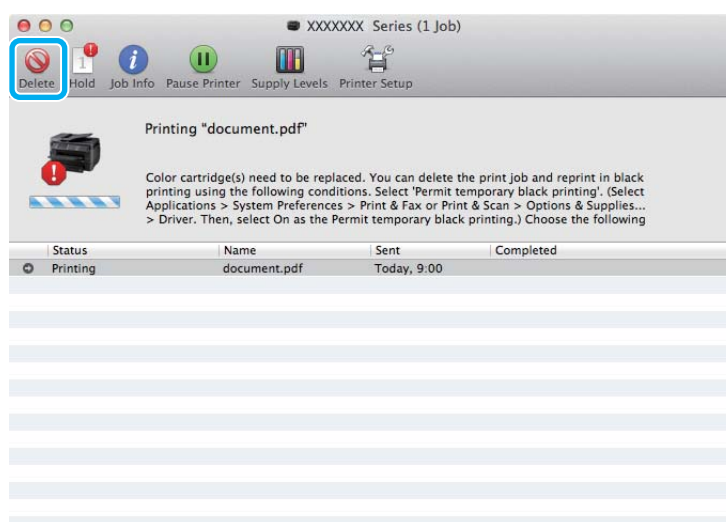 XXXXXXX Series (1 Job)
Delete Hold Job Info Pause Printer Supply Levels Printer Setup
Printing "document.pdf"
Color cartridge(s) need to be replaced. You can delete the print job and reprint in black
printing using the following conditions. Select 'Permit temporary black printing'. (Select
Applications > System Preferences > Print & Fax or Print & Scan > Options & Supplies...
> Driver. Then, select On as the Permit temporary black printing.) Choose the following
Status Name Sent Completed
Printing document.pdf Today, 9:00